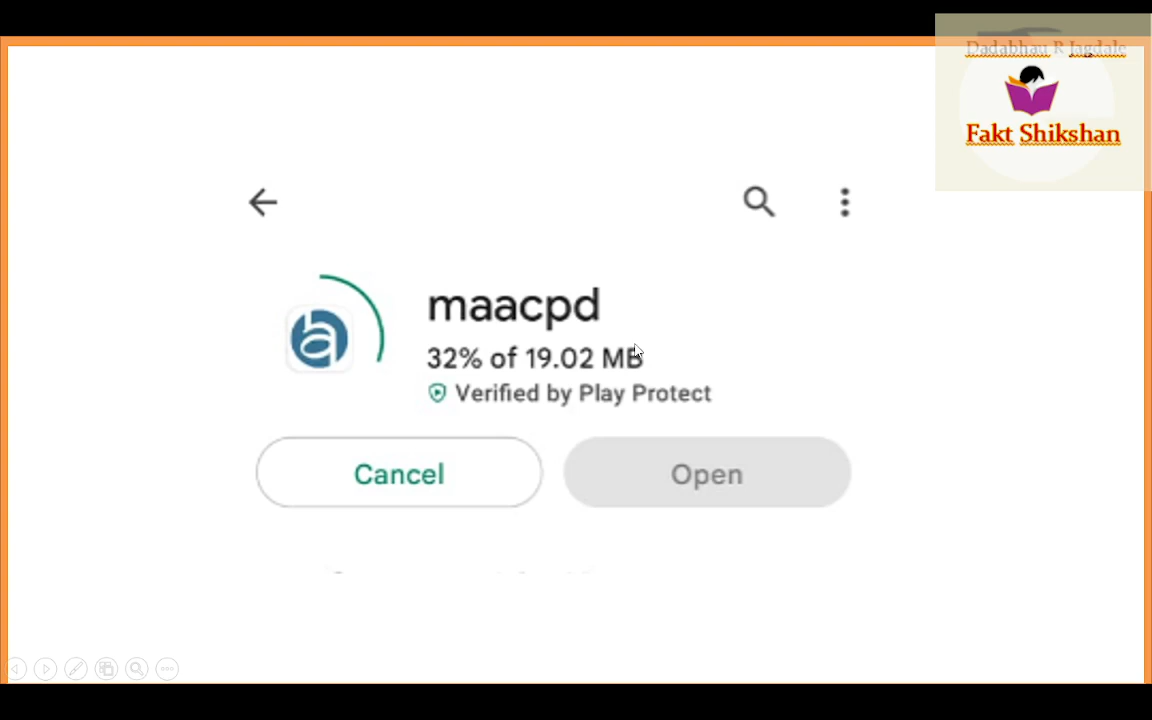 Dadabhau R Jagdale
Fakt Shikshan
maacpd
32% of 19.02 MB
Verified by Play Protect
Cancel
Open